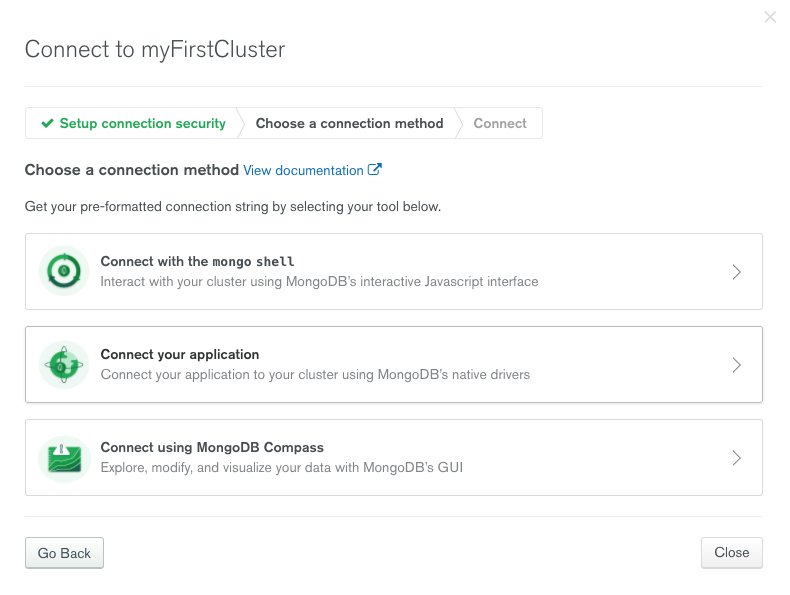 Connect to myFirstCluster
Setup connection security
Choose a connection method
Connect
Choose a connection method View documentation
Get your pre-formatted connection string by selecting your tool below.
Connect with the mongo shell
Interact with your cluster using MongoDB's interactive Javascript interface
Connect your application
Connect your application to your cluster using MongoDB's native drivers
Connect using MongoDB Compass
Explore, modify, and visualize your data with MongoDB's GUI
Go Back
Close